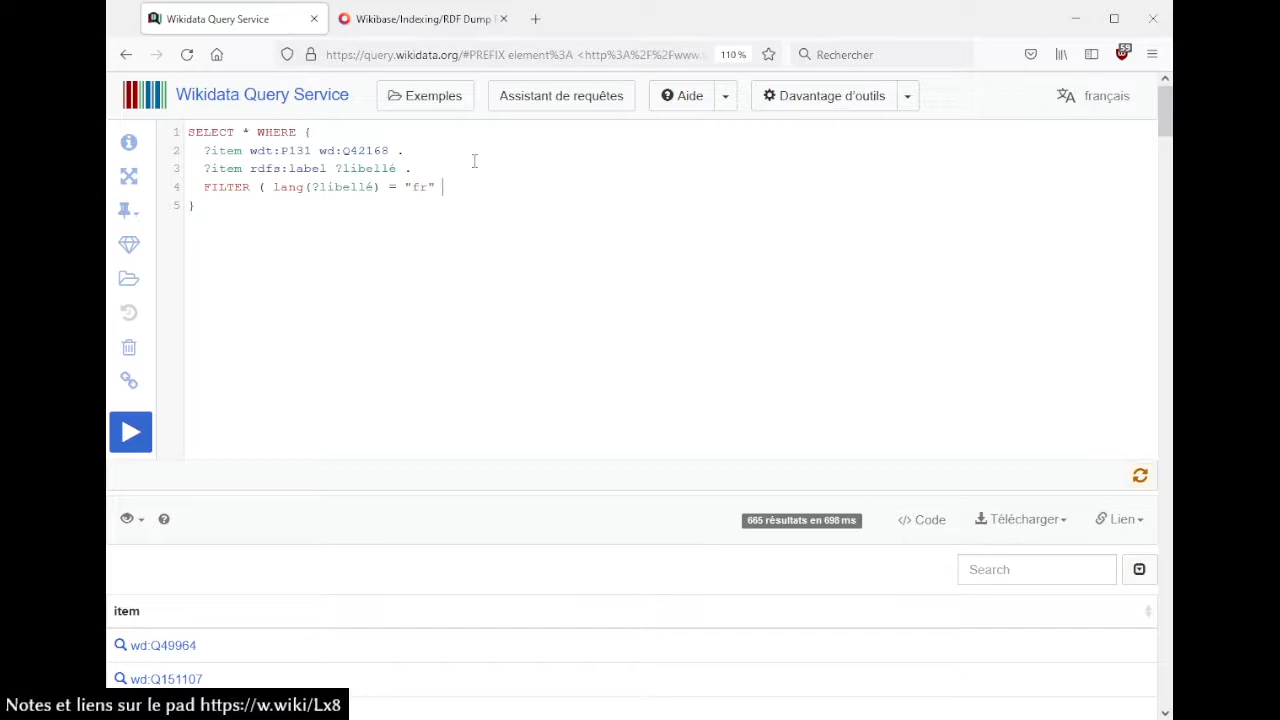 Wikidata Query Service
Wikibase/Indexing/RDF Dump
https://query.wikidata.org/#PREFIX element%3A <http%3A%2F%2Fwww.w
110 %
Rechercher
59
Wikidata Query Service
Exemples
Assistant de requêtes
Aide
Davantage d'outils
français
1 SELECT * WHERE {
2 ?item wdt:P131 wd:Q42168 .
3 ?item rdfs:label ?libellé .
4 FILTER ( lang(?libellé) = "fr"
5 }
665 résultats en 698 ms
</> Code
Télécharger
Lien
Search
item
wd:Q49964
wd:Q151107
Notes et liens sur le pad https://w.wiki/Lx8